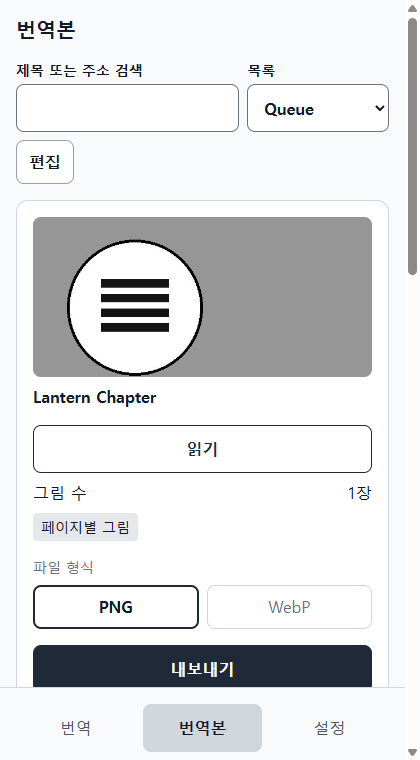 번역본
제목 또는 주소 검색
목록
Queue
편집
Lantern Chapter
읽기
그림 수 1장
페이지별 그림
파일 형식
PNG WebP
내보내기
번역 번역본 설정